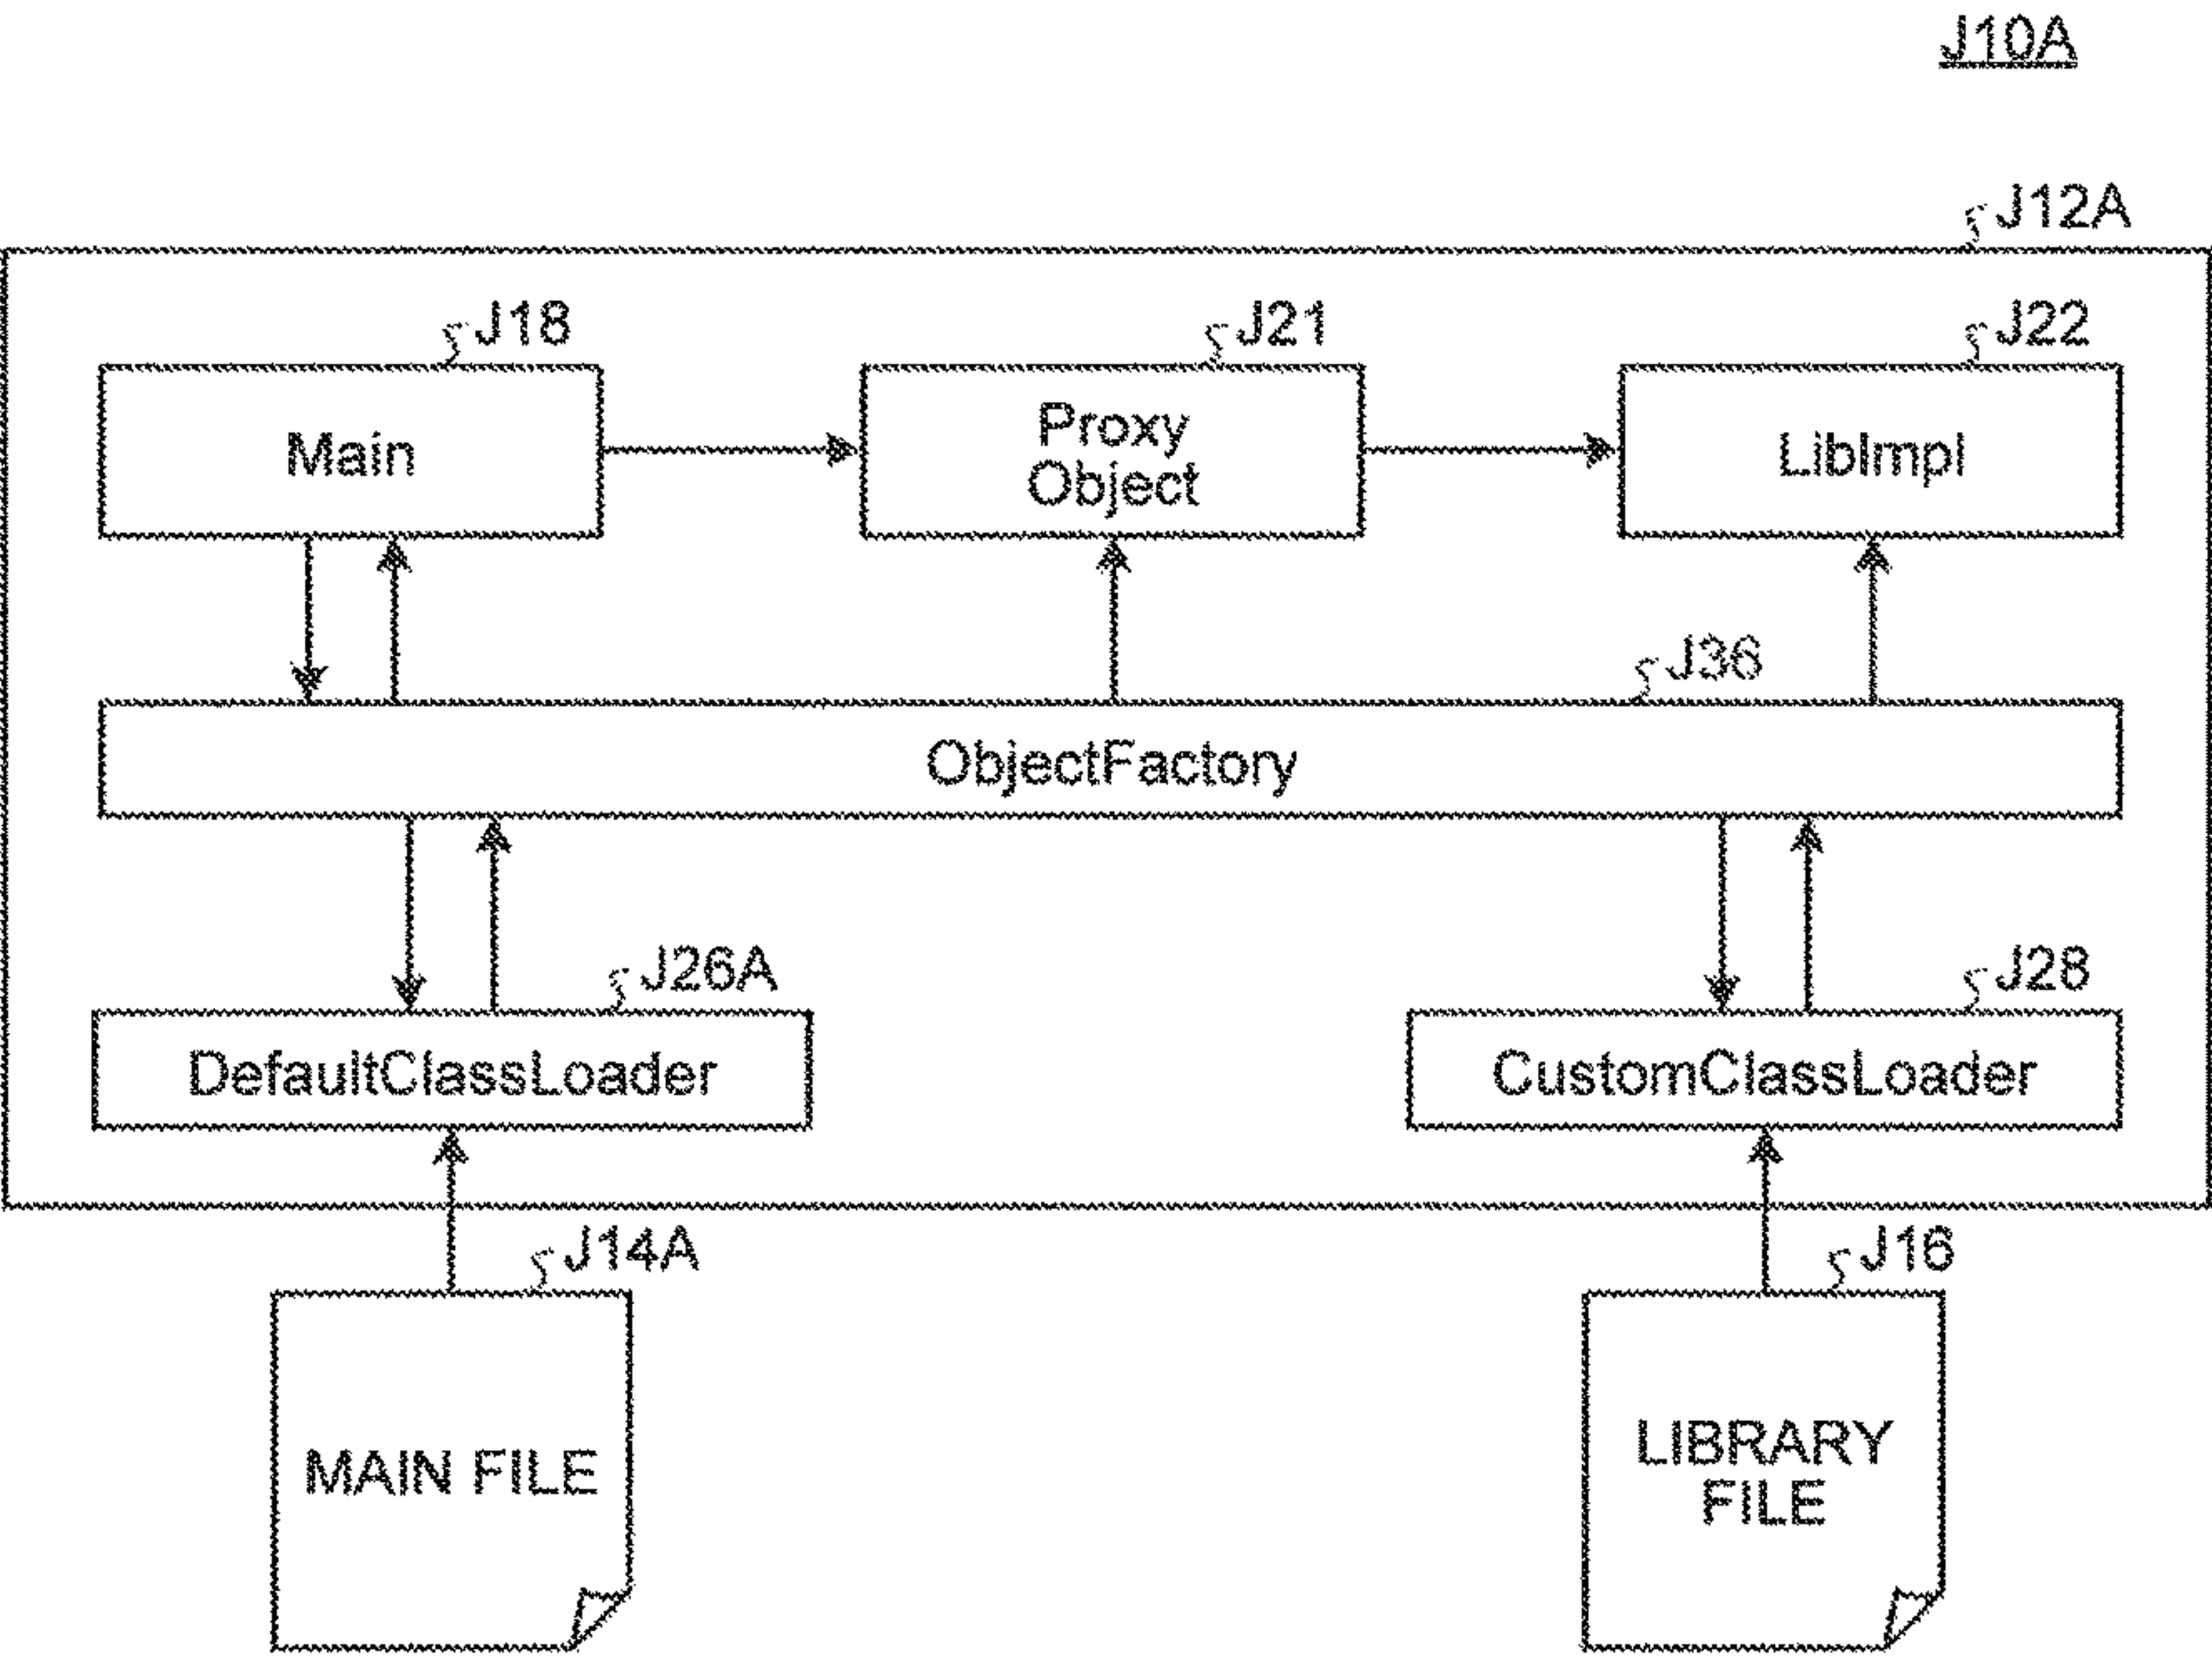 J10A
J12A
J18
J21
J22
Main
Proxy
Object
LibImpl
J36
ObjectFactory
J26A
J28
DefaultClassLoader
CustomClassLoader
J14A
J16
MAIN FILE
LIBRARY
FILE